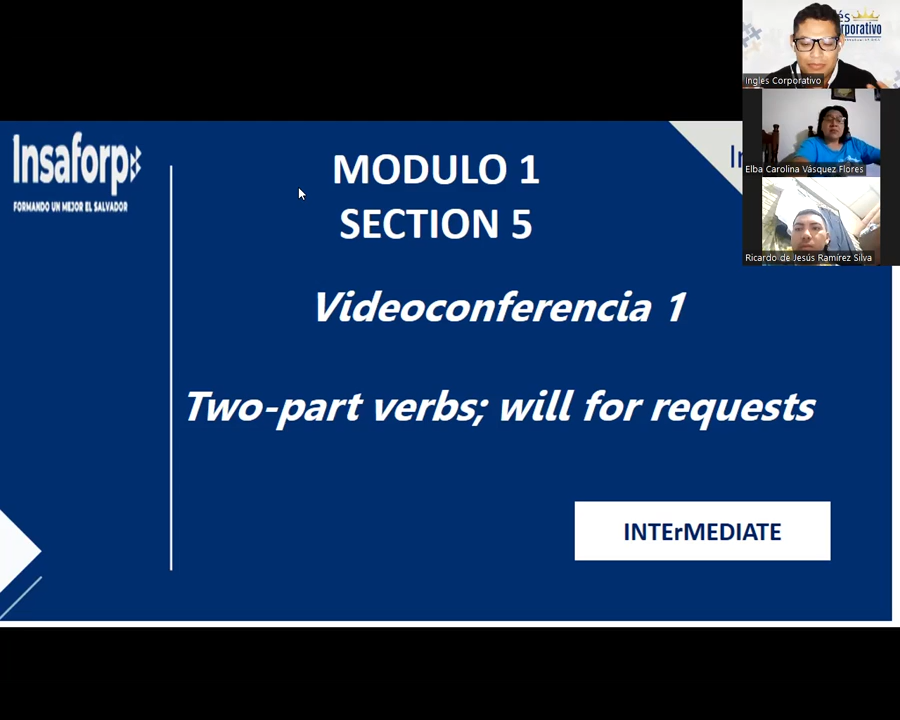 Insaforp
FORMANDO UN MEJOR EL SALVADOR
MODULO 1
SECTION 5
Videoconferencia 1
Two-part verbs; will for requests
INTErMEDIATE
Inglés Corporativo
Elba Carolina Vásquez Flores
Ricardo de Jesús Ramírez Silva